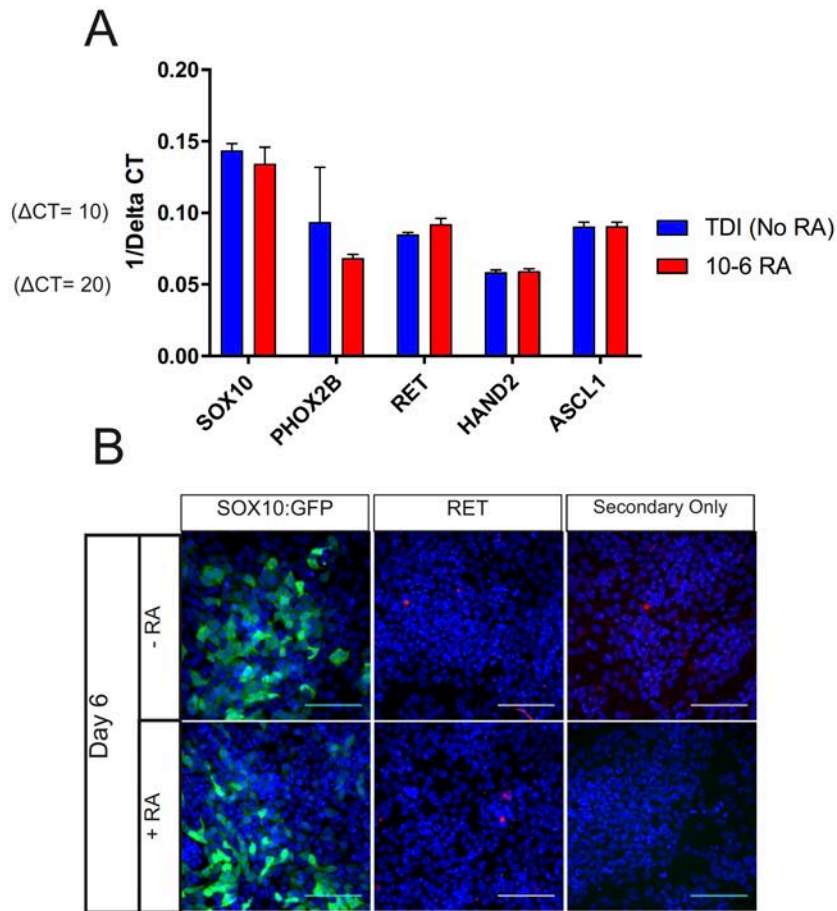 A
0.20
0.15
(ΔCT= 10) 0.10
(ΔCT= 20) 0.05
0.00
1/Delta CT
TDI (No RA)
10-6 RA
SOX10 PHOX2B RET HAND2 ASCL1
B
SOX10:GFP RET Secondary Only
Day 6
- RA
+ RA